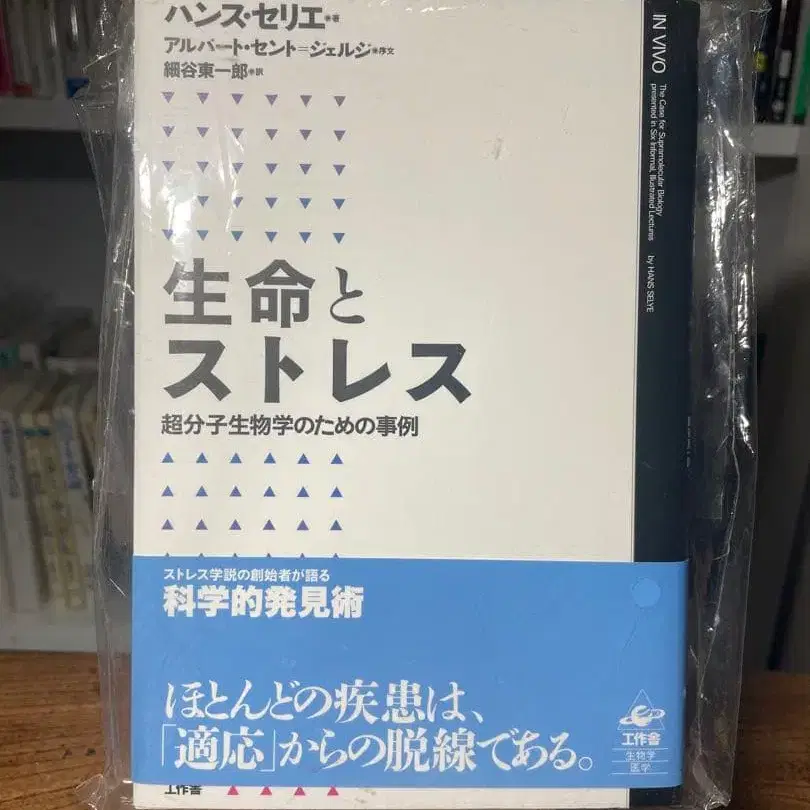 ハンス・セリエ＊著
アルバート・セント＝ジェルジ＊序文
細谷東一郎＊訳
生命と
ストレス
超分子生物学のための事例
IN VIVO
The Case for Supramolecular Biology
presented in Six Informal, Illustrated Lectures by HANS SELYE
ストレス学説の創始者が語る
科学的発見術
ほとんどの疾患は、
「適応」からの脱線である。
工作舎
生物学
医学
工作舎